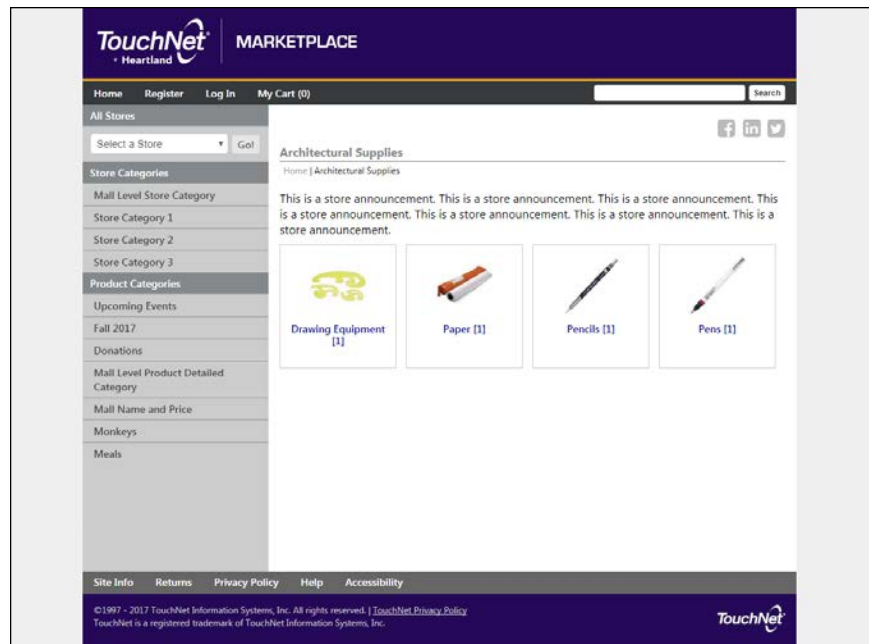 TouchNet®
Heartland
MARKETPLACE
Home Register Log In My Cart (0) Search
All Stores
Select a Store Go!
Store Categories
Mall Level Store Category
Store Category 1
Store Category 2
Store Category 3
Product Categories
Upcoming Events
Fall 2017
Donations
Mall Level Product Detailed
Category
Mall Name and Price
Monkeys
Meals
f in
Architectural Supplies
Home | Architectural Supplies
This is a store announcement. This is a store announcement. This is a store announcement. This
is a store announcement. This is a store announcement. This is a store announcement. This is a
store announcement.
Drawing Equipment
[1]
Paper [1]
Pencils [1]
Pens [1]
Site Info Returns Privacy Policy Help Accessibility
©1997 - 2017 TouchNet Information Systems, Inc. All rights reserved. | TouchNet Privacy Policy
TouchNet is a registered trademark of TouchNet Information Systems, Inc.
TouchNet®